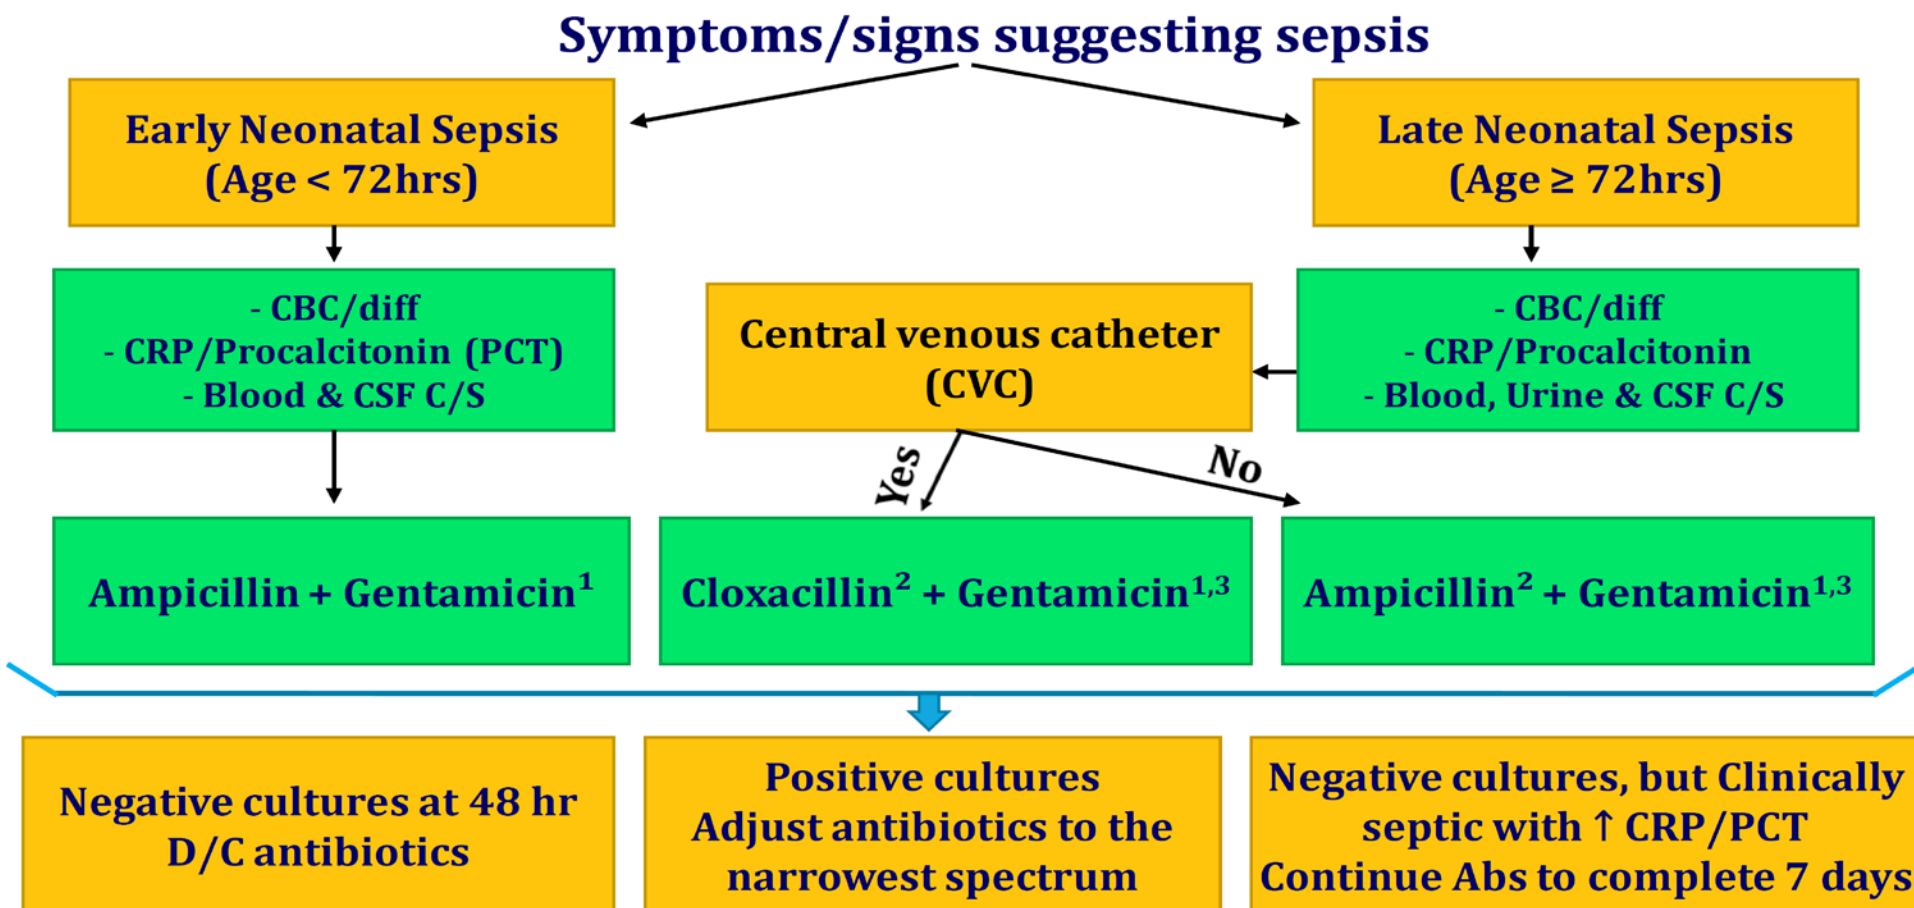 Symptoms/signs suggesting sepsis
Early Neonatal Sepsis
(Age < 72hrs)
Late Neonatal Sepsis
(Age ≥ 72hrs)
- CBC/diff
- CRP/Procalcitonin (PCT)
- Blood & CSF C/S
Central venous catheter
(CVC)
- CBC/diff
- CRP/Procalcitonin
- Blood, Urine & CSF C/S
Yes
No
Ampicillin + Gentamicin¹
Cloxacillin² + Gentamicin¹,³
Ampicillin² + Gentamicin¹,³
Negative cultures at 48 hr
D/C antibiotics
Positive cultures
Adjust antibiotics to the
narrowest spectrum
Negative cultures, but Clinically
septic with ↑ CRP/PCT
Continue Abs to complete 7 days